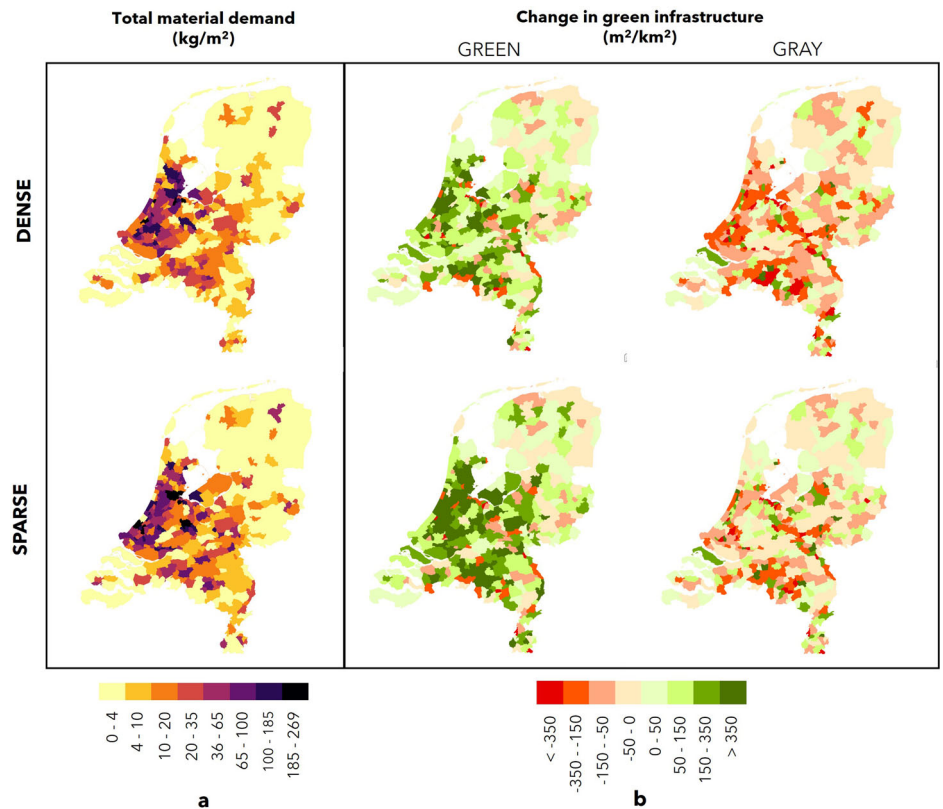 Total material demand
(kg/m²)
Change in green infrastructure
(m²/km²)
GREEN
GRAY
DENSE
SPARSE
0 - 4
4 - 10
10 - 20
20 - 35
36 - 65
65 - 100
100 - 185
185 - 269
< -350
-350 - -150
-150 - -50
-50 - 0
0 - 50
50 - 150
150 - 350
> 350
a
b